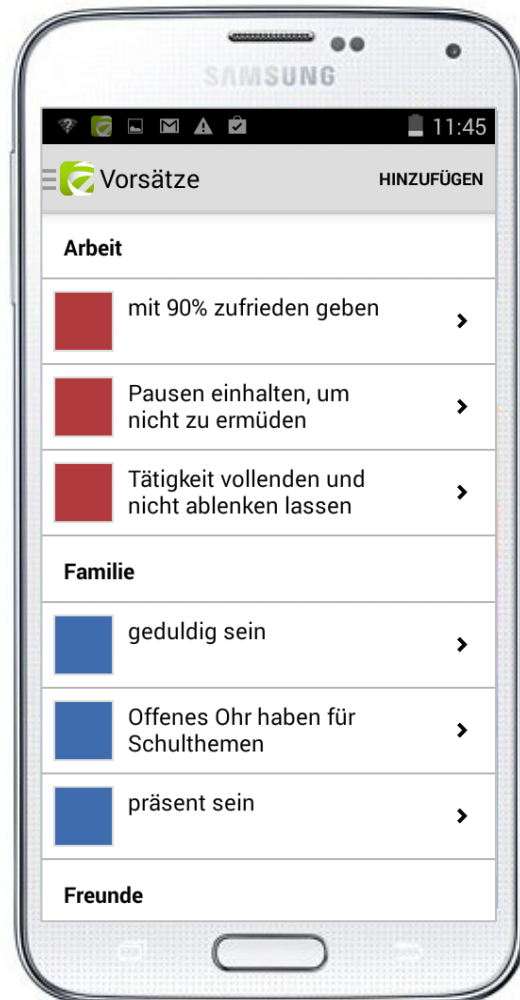 SAMSUNG
11:45
Vorsätze
HINZUFÜGEN
Arbeit
mit 90% zufrieden geben
Pausen einhalten, um
nicht zu ermüden
Tätigkeit vollenden und
nicht ablenken lassen
Familie
geduldig sein
Offenes Ohr haben für
Schulthemen
präsent sein
Freunde